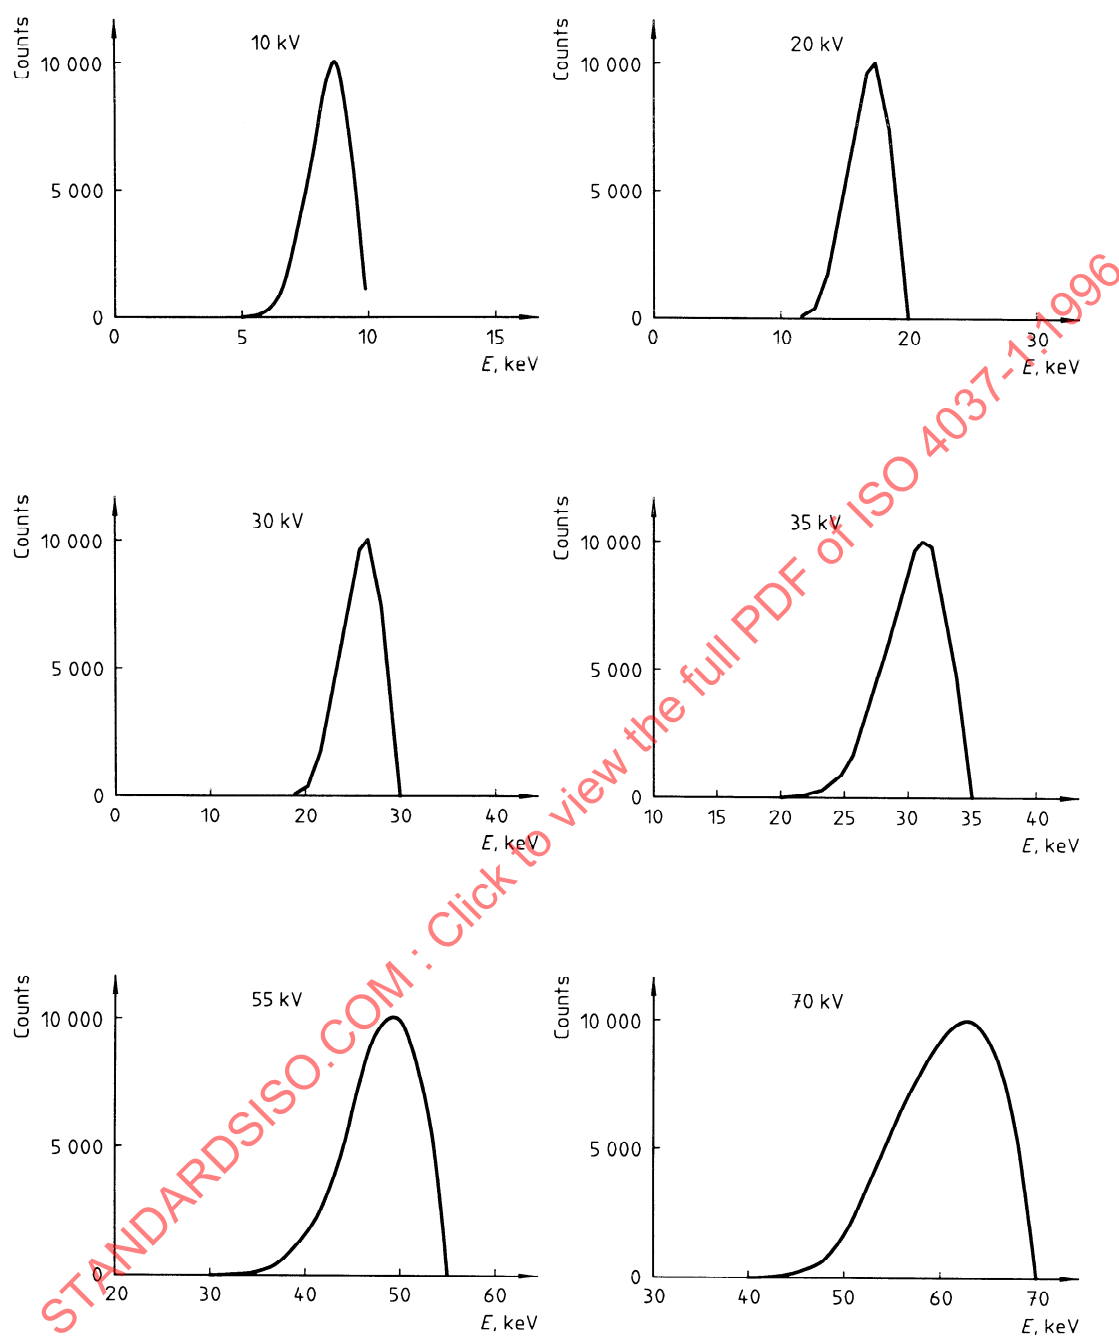 Counts
10 kV
10 000
5 000
0
0 5 10 15
E, keV
Counts
20 kV
10 000
5 000
0
0 10 20 30
E, keV
Counts
30 kV
10 000
5 000
0
0 10 20 30 40
E, keV
Counts
35 kV
10 000
5 000
0
10 15 20 25 30 35 40
E, keV
Counts
55 kV
10 000
5 000
0
20 30 40 50 60
E, keV
Counts
70 kV
10 000
5 000
0
30 40 50 60 70
E, keV
STANDARDSISO.COM : Click to view the full PDF of ISO 4037-1:1996